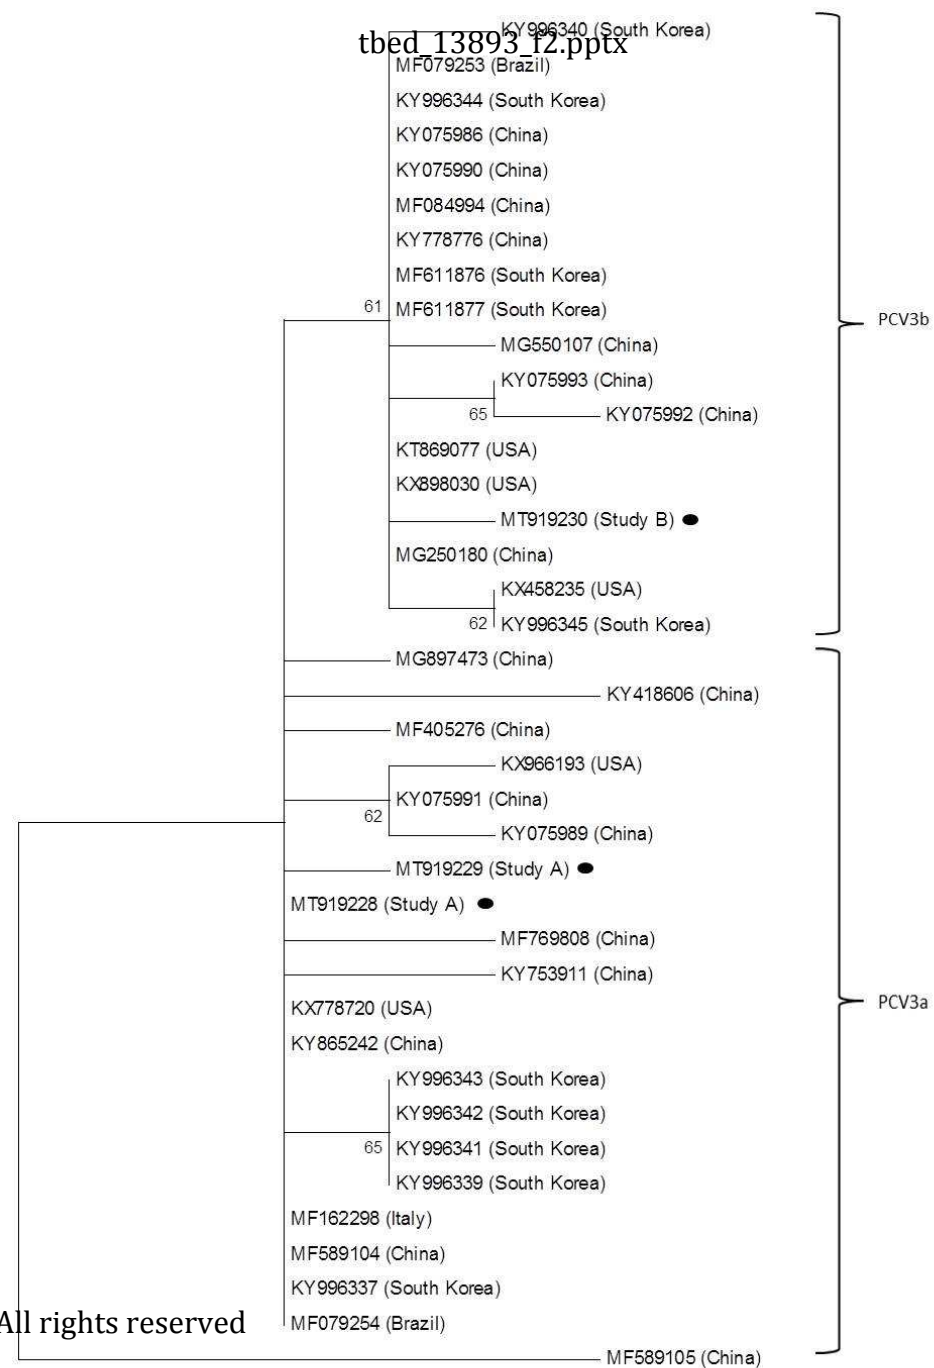 KY996340 (South Korea)
tbed_13893_f2.pptx
MF079253 (Brazil)
KY996344 (South Korea)
KY075986 (China)
KY075990 (China)
MF084994 (China)
KY778776 (China)
MF611876 (South Korea)
61
MF611877 (South Korea)
PCV3b
MG550107 (China)
KY075993 (China)
65
KY075992 (China)
KT869077 (USA)
KX898030 (USA)
MT919230 (Study B)
MG250180 (China)
KX458235 (USA)
62
KY996345 (South Korea)
MG897473 (China)
KY418606 (China)
MF405276 (China)
KX966193 (USA)
KY075991 (China)
62
KY075989 (China)
MT919229 (Study A)
MT919228 (Study A)
MF769808 (China)
KY753911 (China)
PCV3a
KX778720 (USA)
KY865242 (China)
KY996343 (South Korea)
KY996342 (South Korea)
65
KY996341 (South Korea)
KY996339 (South Korea)
MF162298 (Italy)
MF589104 (China)
KY996337 (South Korea)
All rights reserved
MF079254 (Brazil)
MF589105 (China)